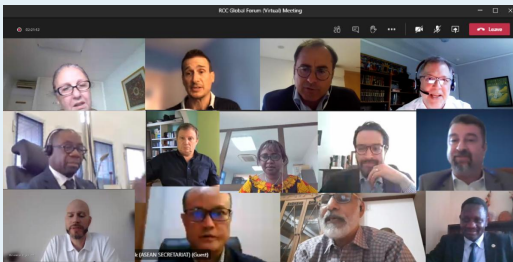 RCC Global Forum (Virtual) Meeting
Leave
k (ASEAN SECRETARIAT) (Guest)